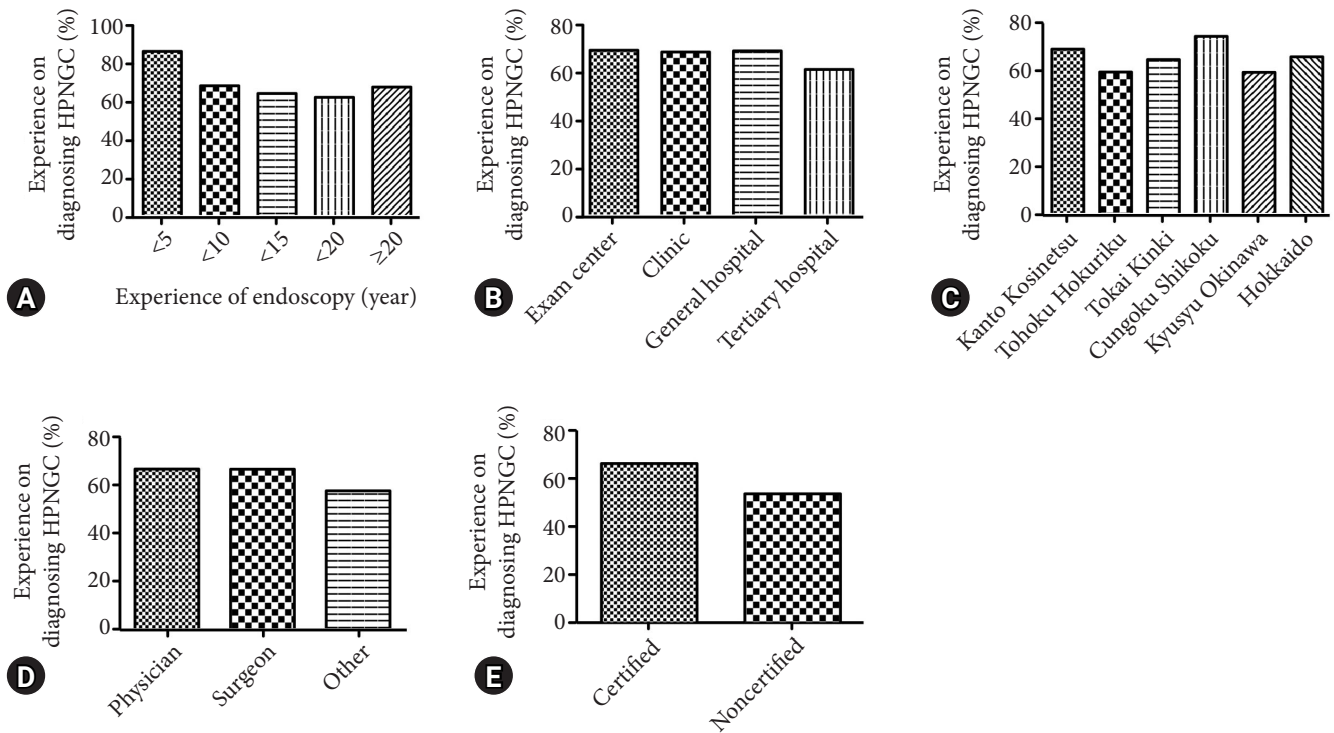 Experience on
diagnosing HPNGC (%)
100
80
60
40
20
0
<5
<10
<15
<20
≥20
Experience of endoscopy (year)
A
Experience on
diagnosing HPNGC (%)
80
60
40
20
0
Exam center
Clinic
General hospital
Tertiary hospital
B
Experience on
diagnosing HPNGC (%)
80
60
40
20
0
Kanto Kosinetsu
Tohoku Hokuriku
Tokai Kinki
Cungoku Shikoku
Kyusyu Okinawa
Hokkaido
C
Experience on
diagnosing HPNGC (%)
80
60
40
20
0
Physician
Surgeon
Other
D
Experience on
diagnosing HPNGC (%)
80
60
40
20
0
Certified
Noncertified
E